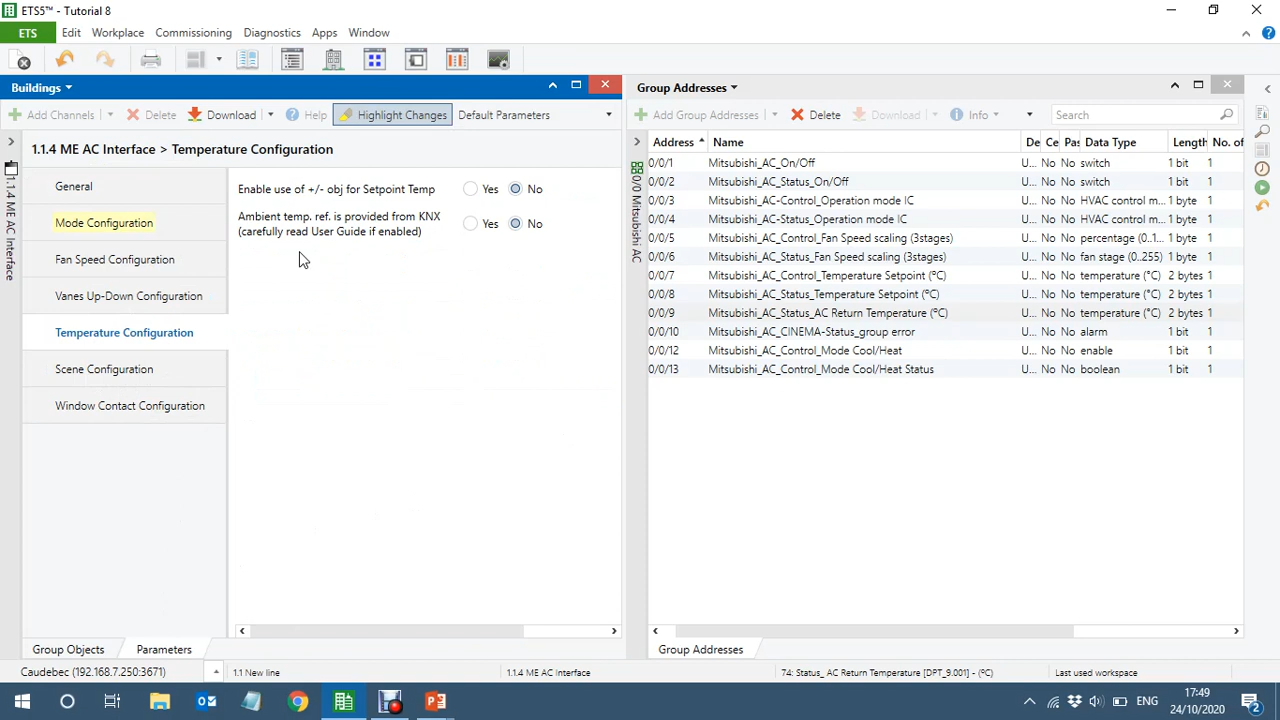 ETS5™ - Tutorial 8
ETS Edit Workplace Commissioning Diagnostics Apps Window
Buildings
Add Channels Delete Download Help Highlight Changes Default Parameters
1.1.4 ME AC Interface > Temperature Configuration
1.1.4 ME AC Interface
General
Mode Configuration
Fan Speed Configuration
Vanes Up-Down Configuration
Temperature Configuration
Scene Configuration
Window Contact Configuration
Enable use of +/- obj for Setpoint Temp Yes No
Ambient temp. ref. is provided from KNX
(carefully read User Guide if enabled) Yes No
Group Objects Parameters
Group Addresses
Add Group Addresses Delete Download Info Search
0/0 Mitsubishi AC
Address Name De Ce Pas Data Type Length No. of
0/0/1 Mitsubishi_AC_On/Off U... No No switch 1 bit 1
0/0/2 Mitsubishi_AC_Status_On/Off U... No No switch 1 bit 1
0/0/3 Mitsubishi_AC-Control_Operation mode IC U... No No HVAC control m... 1 byte 1
0/0/4 Mitsubishi_AC-Status_Operation mode IC U... No No HVAC control m... 1 byte 1
0/0/5 Mitsubishi_AC_Control_Fan Speed scaling (3stages) U... No No percentage (0..1... 1 byte 1
0/0/6 Mitsubishi_AC_Status_Fan Speed scaling (3stages) U... No No fan stage (0..255) 1 byte 1
0/0/7 Mitsubishi_AC_Control_Temperature Setpoint (ºC) U... No No temperature (°C) 2 bytes 1
0/0/8 Mitsubishi_AC_Status_Temperature Setpoint (ºC) U... No No temperature (°C) 2 bytes 1
0/0/9 Mitsubishi_AC_Status_AC Return Temperature (ºC) U... No No temperature (°C) 2 bytes 1
0/0/10 Mitsubishi_AC_CINEMA-Status_group error U... No No alarm 1 bit 1
0/0/12 Mitsubishi_AC_Control_Mode Cool/Heat U... No No enable 1 bit 1
0/0/13 Mitsubishi_AC_Control_Mode Cool/Heat Status U... No No boolean 1 bit 1
Group Addresses
Caudebec (192.168.7.250:3671) 1.1 New line 1.1.4 ME AC Interface 74: Status_ AC Return Temperature [DPT_9.001] - (ºC) Last used workspace
ENG
17:49
24/10/2020
2